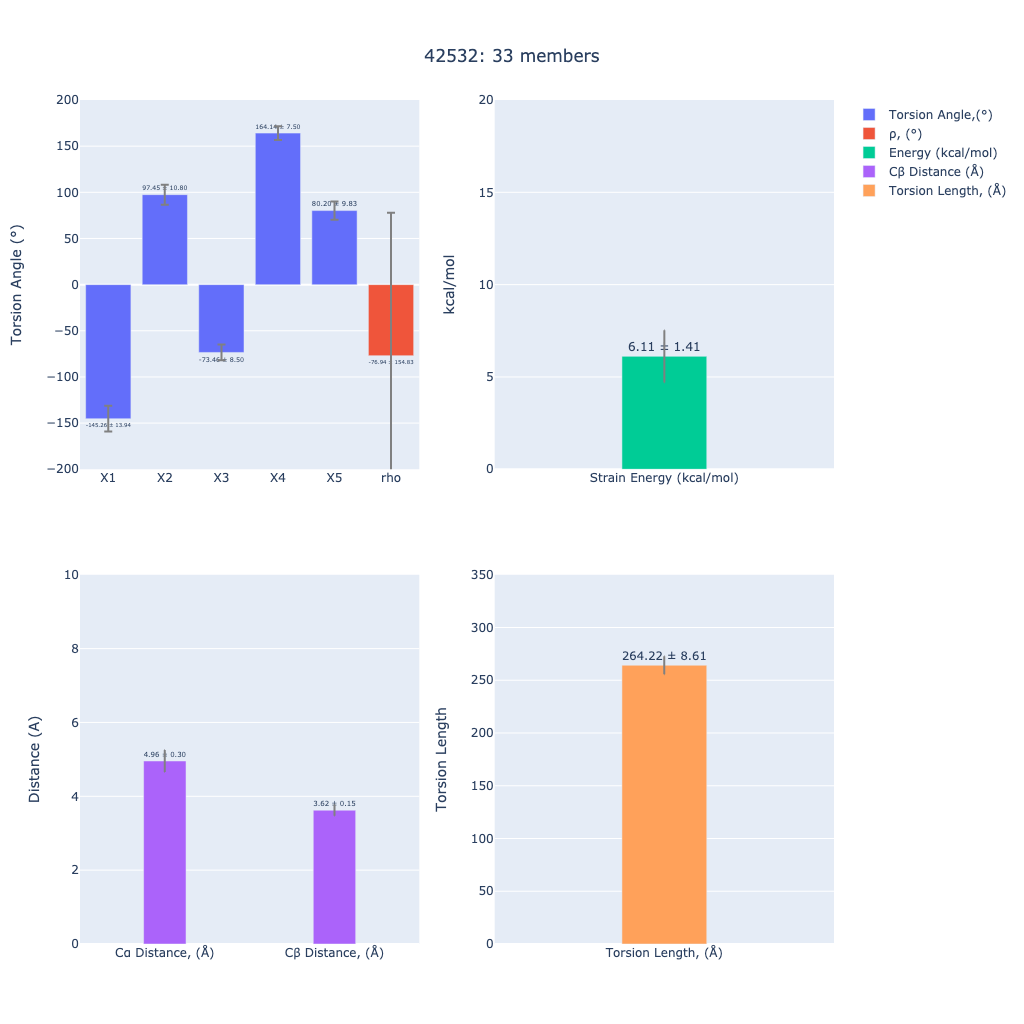 42532: 33 members
Torsion Angle (°)
200
150
100
50
0
−50
−100
−150
−200
-145.26 ± 13.94
97.45 ± 10.80
-73.46 ± 8.50
164.14 ± 7.50
80.20 ± 9.83
-76.94 ± 154.83
X1 X2 X3 X4 X5 rho
kcal/mol
20
15
10
5
0
6.11 ± 1.41
Strain Energy (kcal/mol)
Torsion Angle,(°)
ρ, (°)
Energy (kcal/mol)
Cβ Distance (Å)
Torsion Length, (Å)
Distance (A)
10
8
6
4
2
0
4.96 ± 0.30
3.62 ± 0.15
Cα Distance, (Å) Cβ Distance, (Å)
Torsion Length
350
300
250
200
150
100
50
0
264.22 ± 8.61
Torsion Length, (Å)